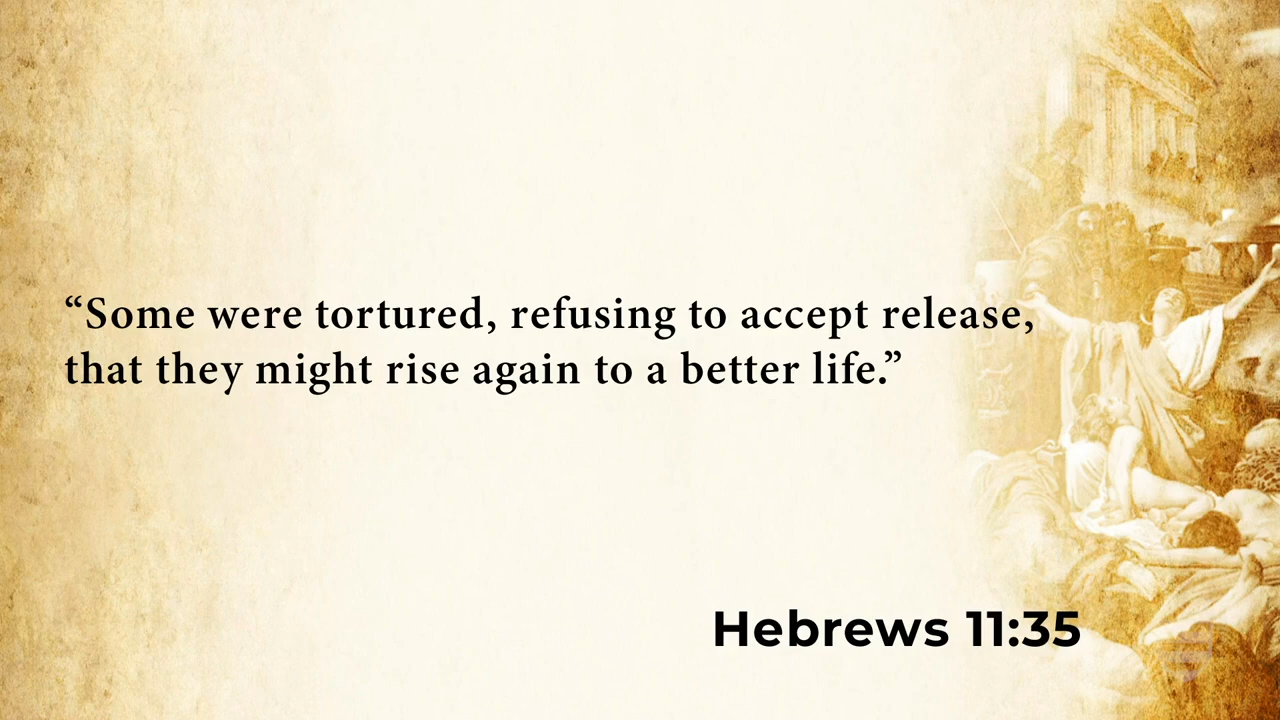 “Some were tortured, refusing to accept release,
that they might rise again to a better life.”
Hebrews 11:35